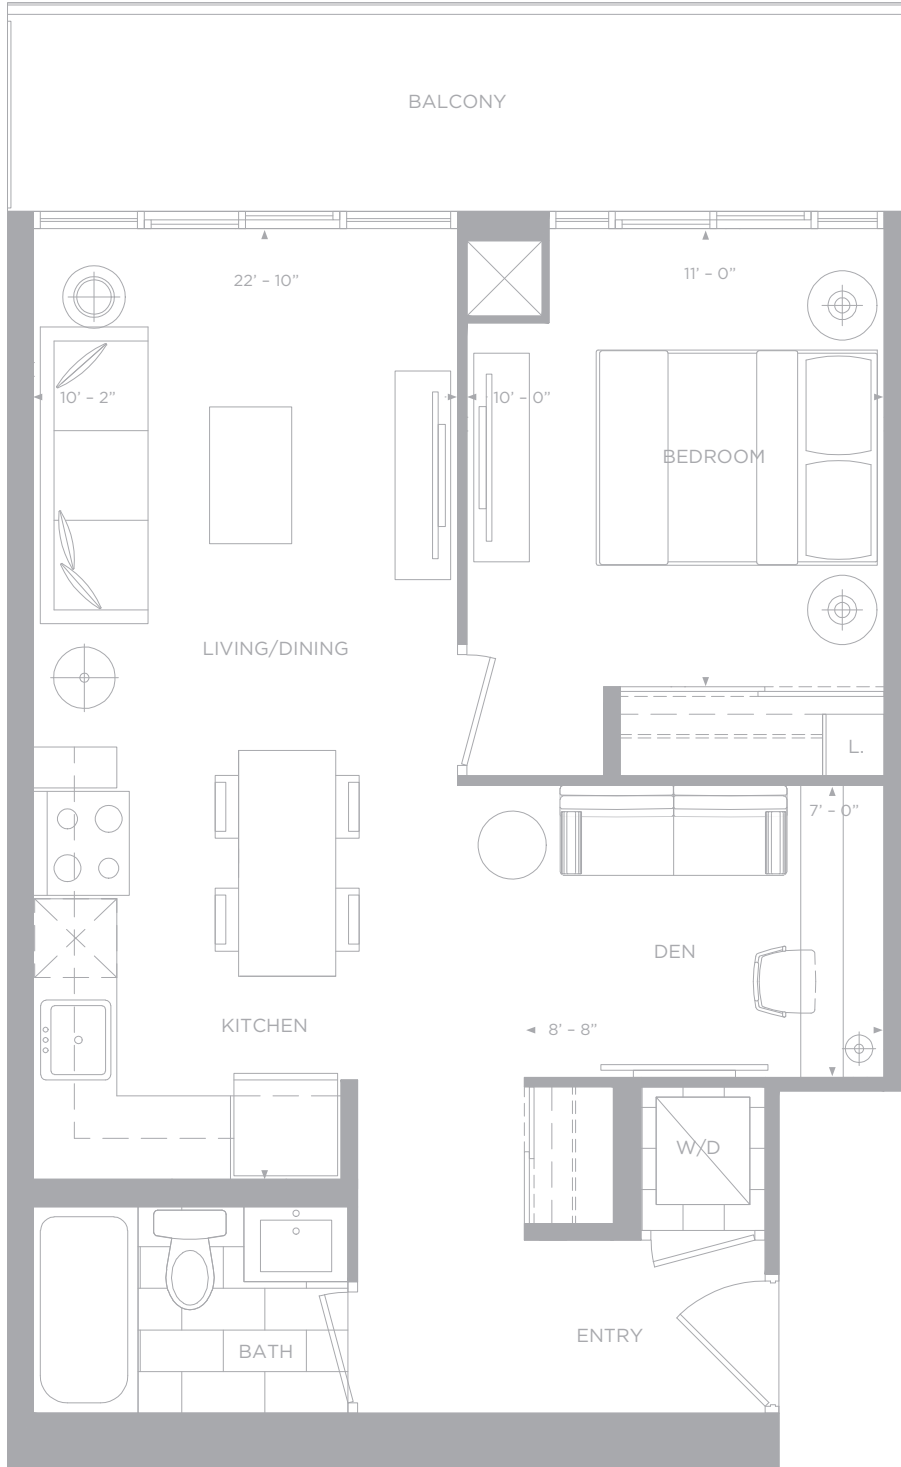 BALCONY
22’ – 10”
11’ – 0”
10’ – 2”
10’ – 0”
BEDROOM
LIVING/DINING
L.
7’ – 0”
DEN
KITCHEN
8’ – 8”
W/D
ENTRY
BATH